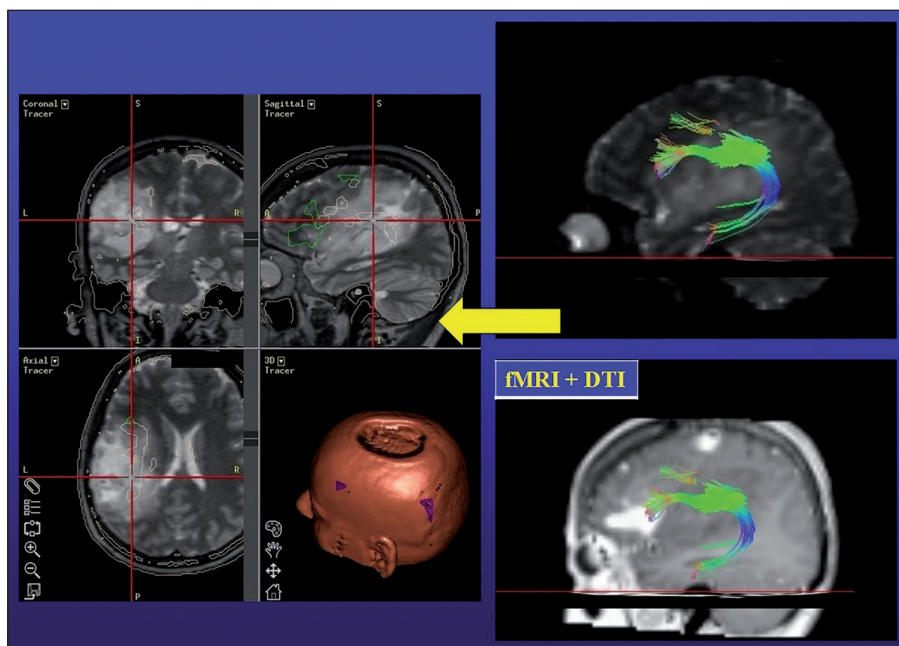 Coronal
Tracer
S
L
R
I
Sagittal
Tracer
S
A
P
I
Axial
Tracer
A
L
R
P
3D
Tracer
fMRI + DTI